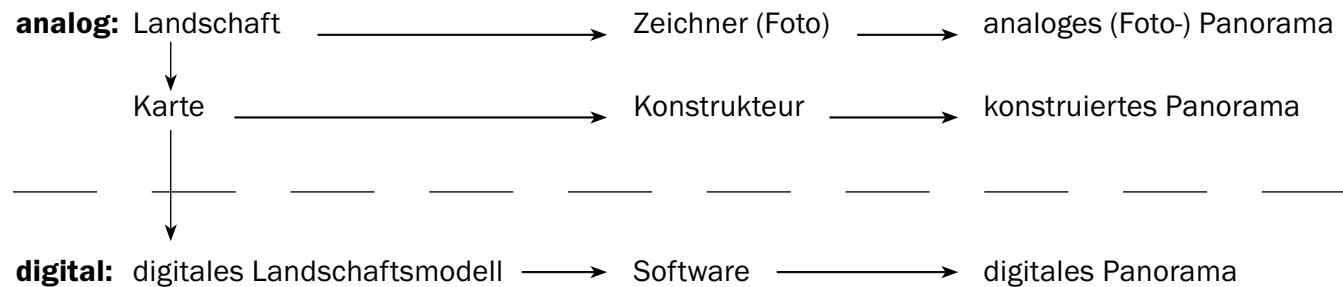 analog: Landschaft Zeichner (Foto) analoges (Foto-) Panorama
Karte Konstrukteur konstruiertes Panorama
digital: digitales Landschaftsmodell Software digitales Panorama